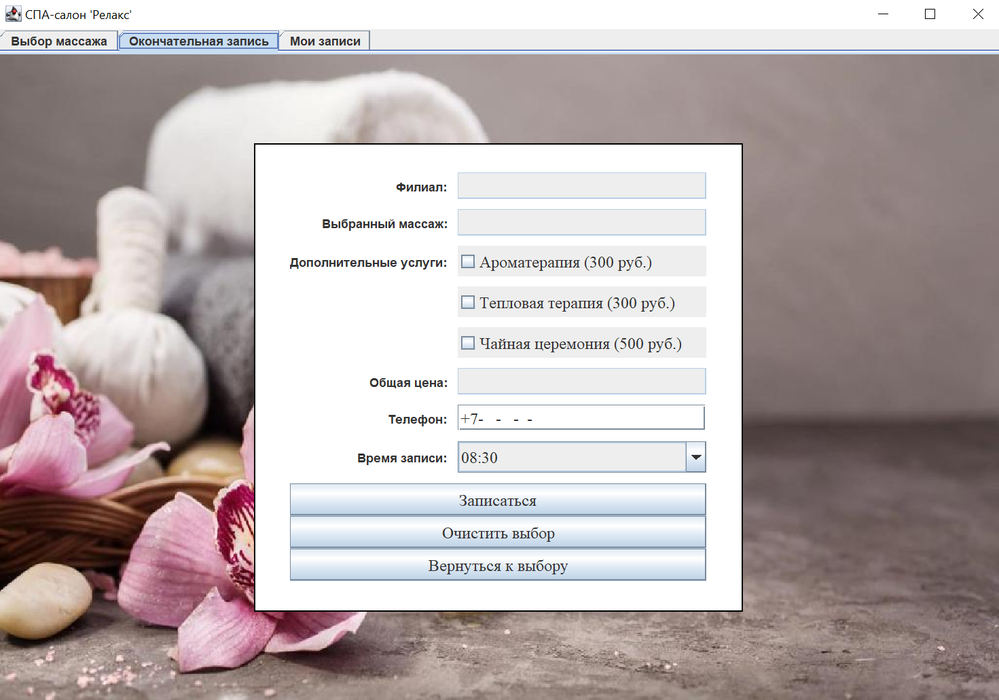 СПА-салон 'Релакс'
Выбор массажа Окончательная запись Мои записи
Филиал:
Выбранный массаж:
Дополнительные услуги: Ароматерапия (300 руб.)
Тепловая терапия (300 руб.)
Чайная церемония (500 руб.)
Общая цена:
Телефон: +7-   -   -  -
Время записи: 08:30
Записаться
Очистить выбор
Вернуться к выбору